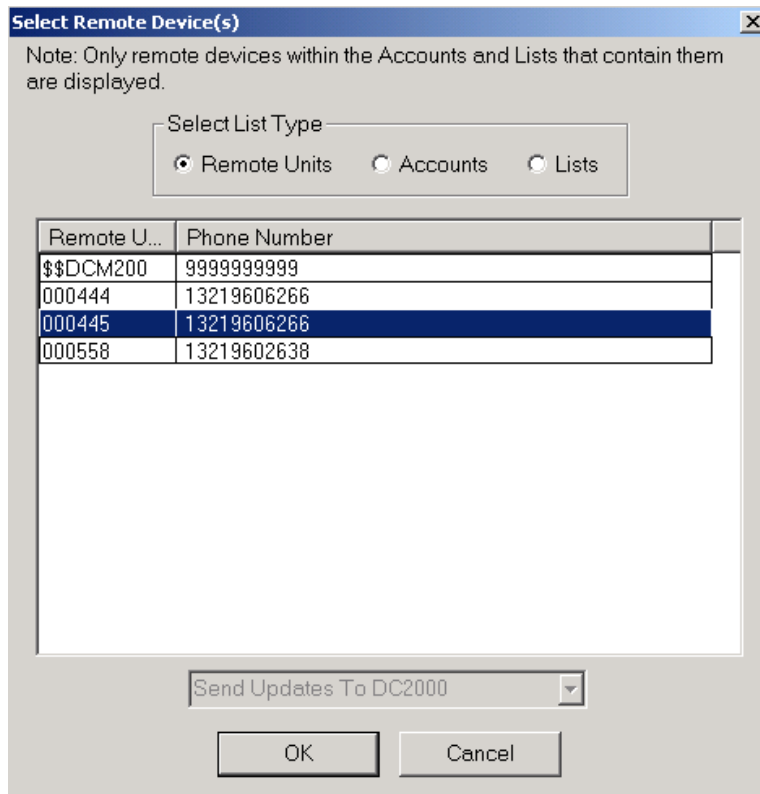 Select Remote Device(s)
Note: Only remote devices within the Accounts and Lists that contain them
are displayed.
Select List Type
Remote Units Accounts Lists
Remote U... Phone Number
$$DCM200 9999999999
000444 13219606266
000445 13219606266
000558 13219602638
Send Updates To DC2000
OK Cancel